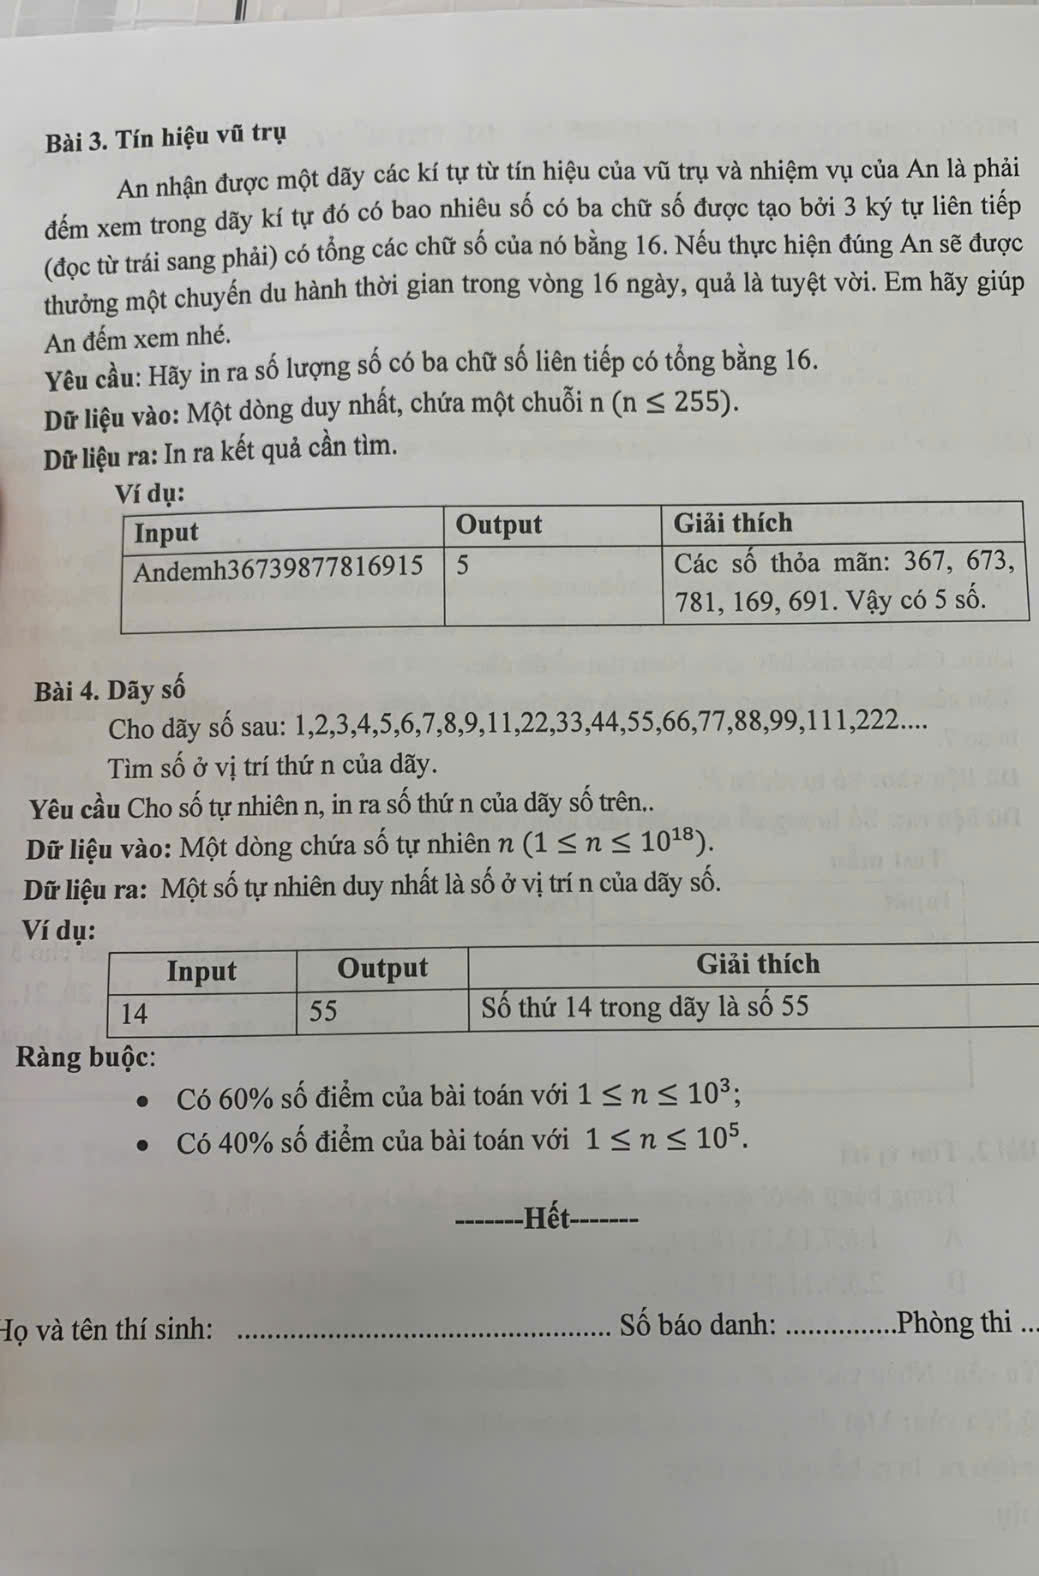 Bài 3. Tín hiệu vũ trụ
An nhận được một dãy các kí tự từ tín hiệu của vũ trụ và nhiệm vụ của An là phải
đếm xem trong dãy kí tự đó có bao nhiêu số có ba chữ số được tạo bởi 3 ký tự liên tiếp
(đọc từ trái sang phải) có tổng các chữ số của nó bằng 16. Nếu thực hiện đúng An sẽ được
thưởng một chuyến du hành thời gian trong vòng 16 ngày, quả là tuyệt vời. Em hãy giúp
An đếm xem nhé.
Yêu cầu: Hãy in ra số lượng số có ba chữ số liên tiếp có tổng bằng 16.
Dữ liệu vào: Một dòng duy nhất, chứa một chuỗi n (n ≤ 255).
Dữ liệu ra: In ra kết quả cần tìm.
Ví dụ:
Input Output Giải thích
Andemh36739877816915 5 Các số thỏa mãn: 367, 673,
781, 169, 691. Vậy có 5 số.
Bài 4. Dãy số
Cho dãy số sau: 1,2,3,4,5,6,7,8,9,11,22,33,44,55,66,77,88,99,111,222....
Tìm số ở vị trí thứ n của dãy.
Yêu cầu Cho số tự nhiên n, in ra số thứ n của dãy số trên,.
Dữ liệu vào: Một dòng chứa số tự nhiên n (1 ≤ n ≤ 10¹⁸).
Dữ liệu ra: Một số tự nhiên duy nhất là số ở vị trí n của dãy số.
Ví dụ:
Input Output Giải thích
14 55 Số thứ 14 trong dãy là số 55
Ràng buộc:
• Có 60% số điểm của bài toán với 1 ≤ n ≤ 10³;
• Có 40% số điểm của bài toán với 1 ≤ n ≤ 10⁵.
-------Hết-------
Họ và tên thí sinh: ........................................ Số báo danh: ...............Phòng thi ...